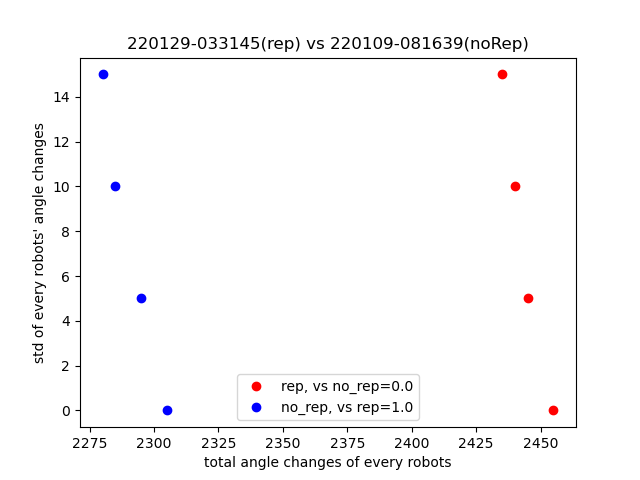 220129-033145(rep) vs 220109-081639(noRep)
std of every robots' angle changes
14
12
10
8
6
4
2
0
rep, vs no_rep=0.0
no_rep, vs rep=1.0
2275 2300 2325 2350 2375 2400 2425 2450
total angle changes of every robots